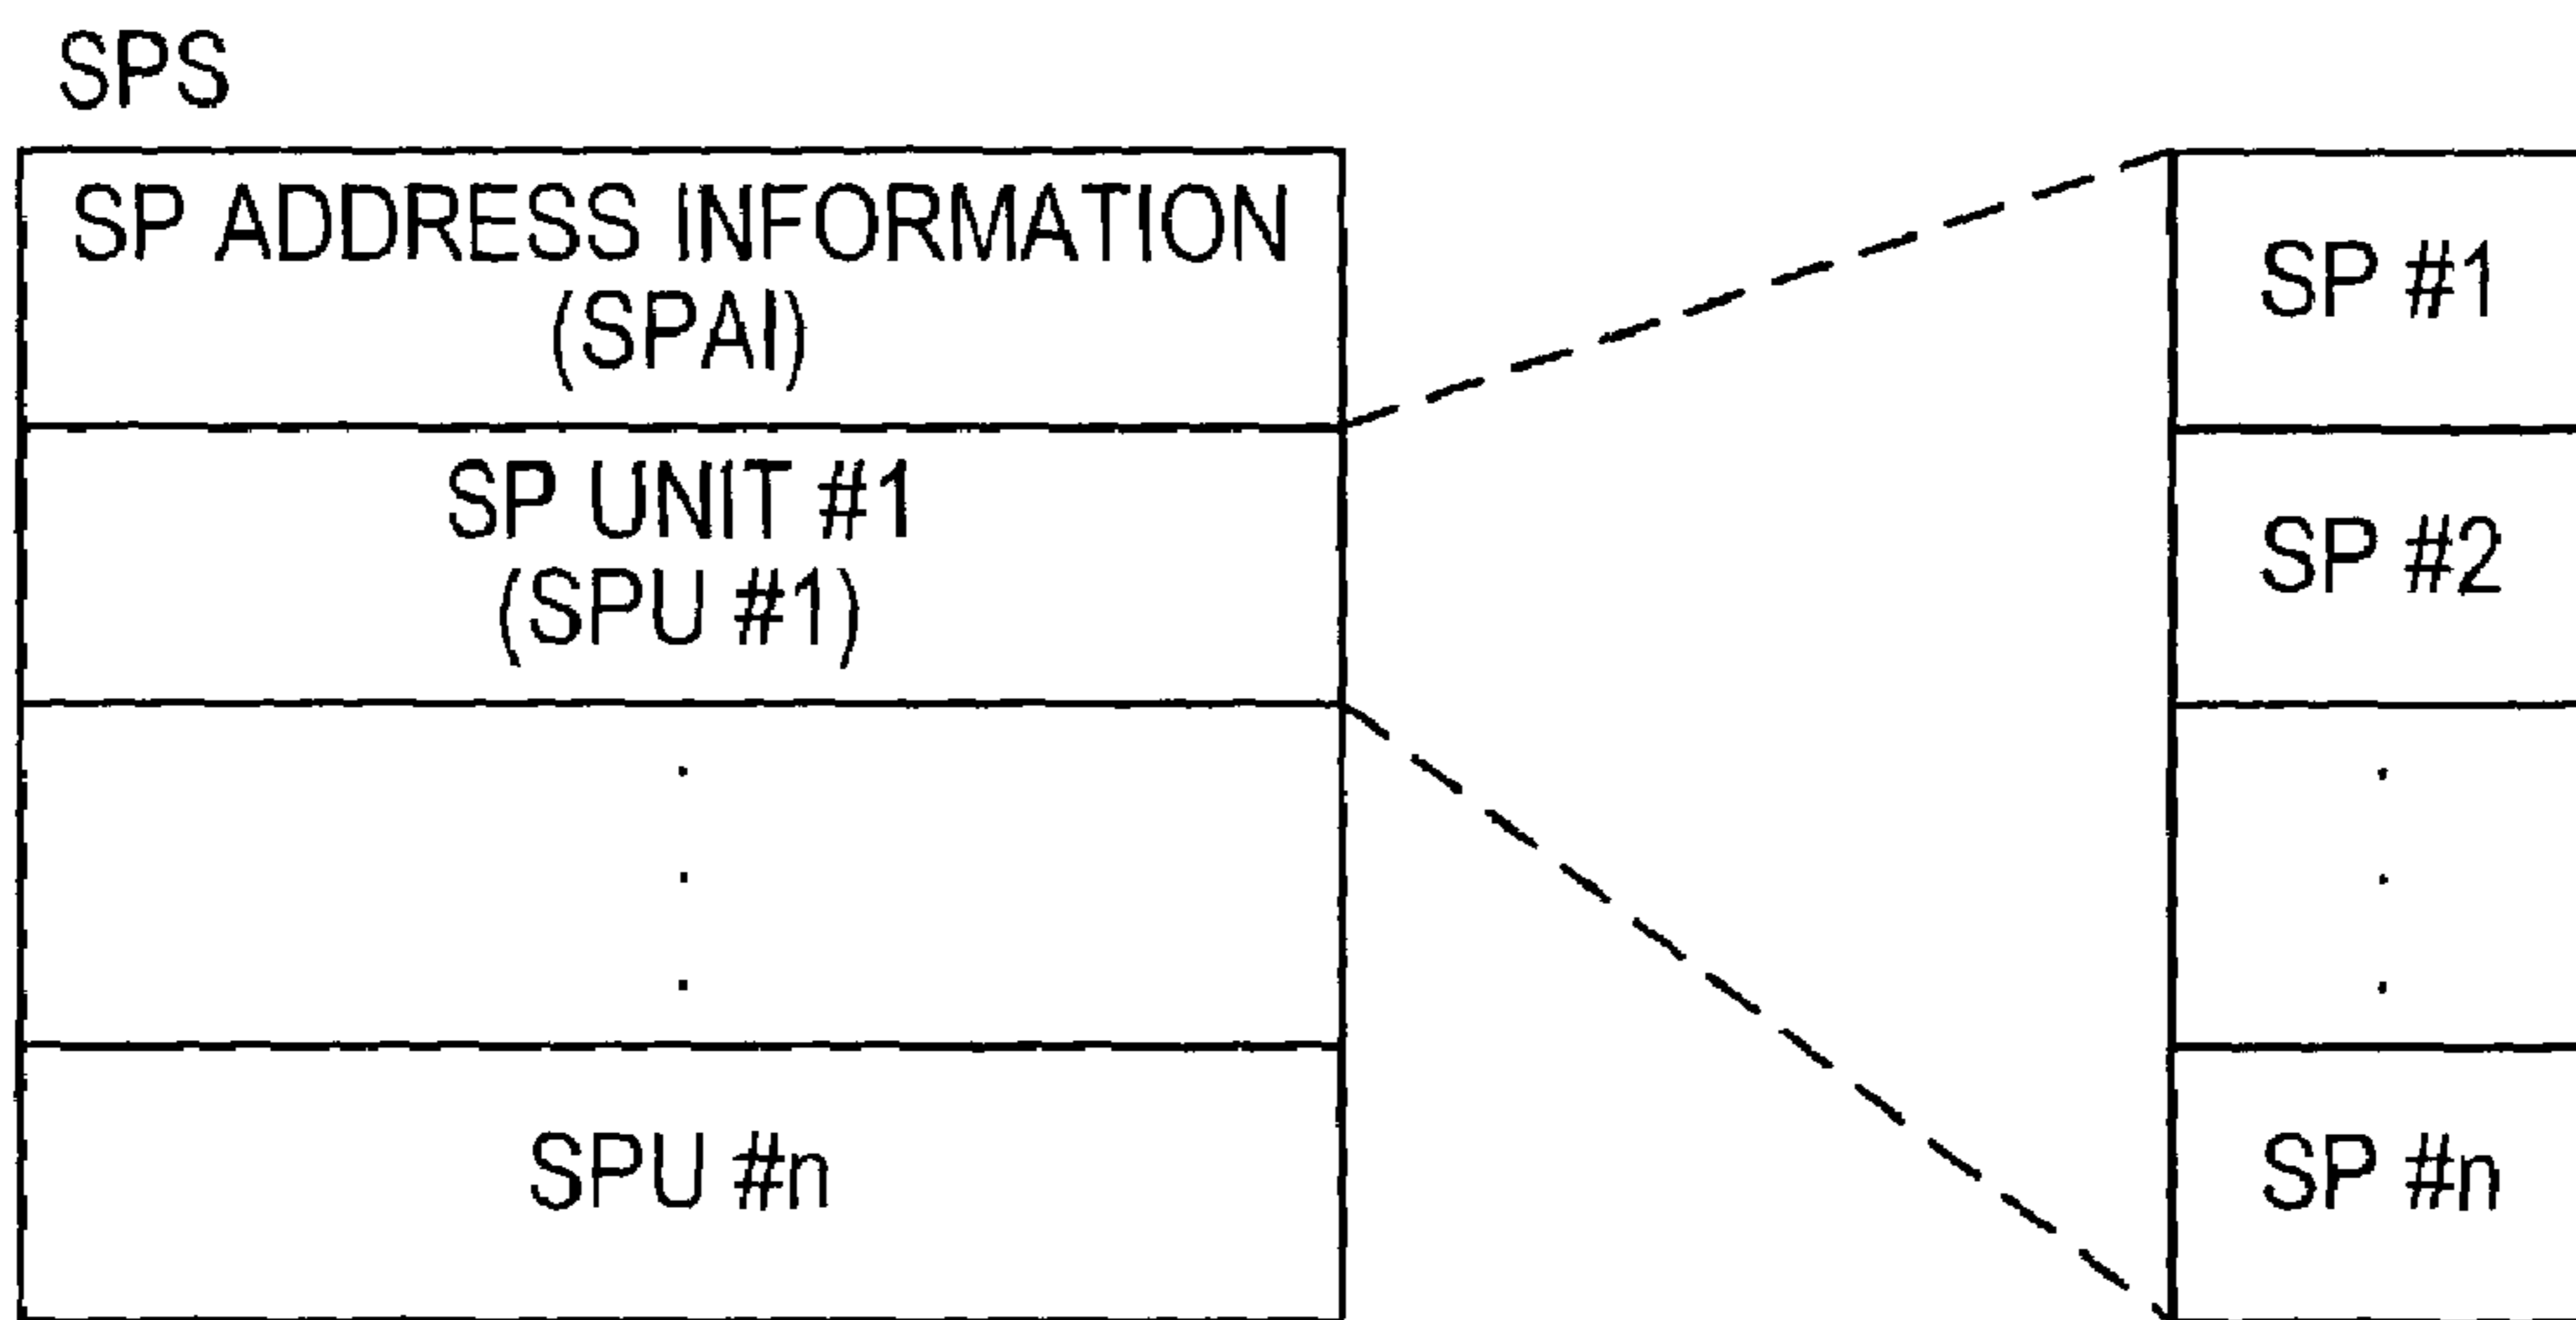 SPS
SP ADDRESS INFORMATION
(SPAI)
SP UNIT #1
(SPU #1)
.
.
.
SPU #n
SP #1
SP #2
.
.
.
SP #n